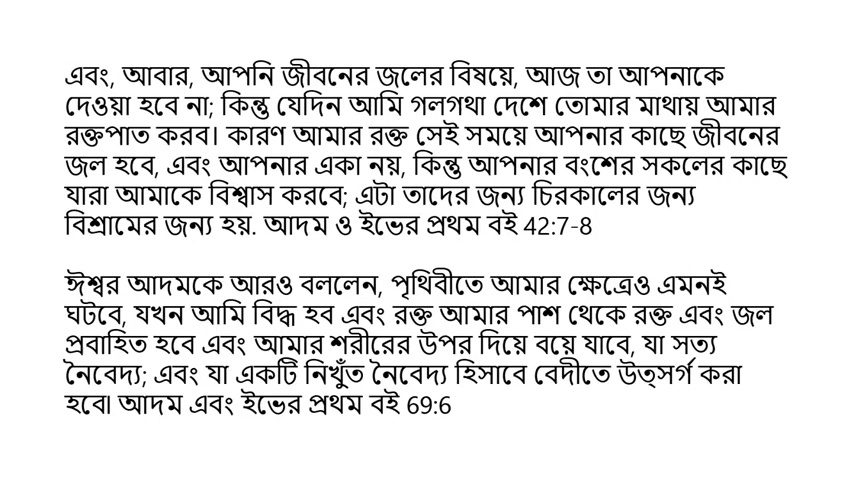 এবং, আবার, আপনি জীবনের জলের বিষয়ে, আজ তা আপনাকে
দেওয়া হবে না; কিন্তু যেদিন আমি গলগথা দেশে তোমার মাথায় আমার
রক্তপাত করব। কারণ আমার রক্ত সেই সময়ে আপনার কাছে জীবনের
জল হবে, এবং আপনার একা নয়, কিন্তু আপনার বংশের সকলের কাছে
যারা আমাকে বিশ্বাস করবে; এটা তাদের জন্য চিরকালের জন্য
বিশ্রামের জন্য হয়. আদম ও ইভের প্রথম বই 42:7-8
ঈশ্বর আদমকে আরও বললেন, পৃথিবীতে আমার ক্ষেত্রেও এমনই
ঘটবে, যখন আমি বিদ্ধ হব এবং রক্ত আমার পাশ থেকে রক্ত এবং জল
প্রবাহিত হবে এবং আমার শরীরের উপর দিয়ে বয়ে যাবে, যা সত্য
নৈবেদ্য; এবং যা একটি নিখুঁত নৈবেদ্য হিসাবে বেদীতে উত্সর্গ করা
হবে৷ আদম এবং ইভের প্রথম বই 69:6